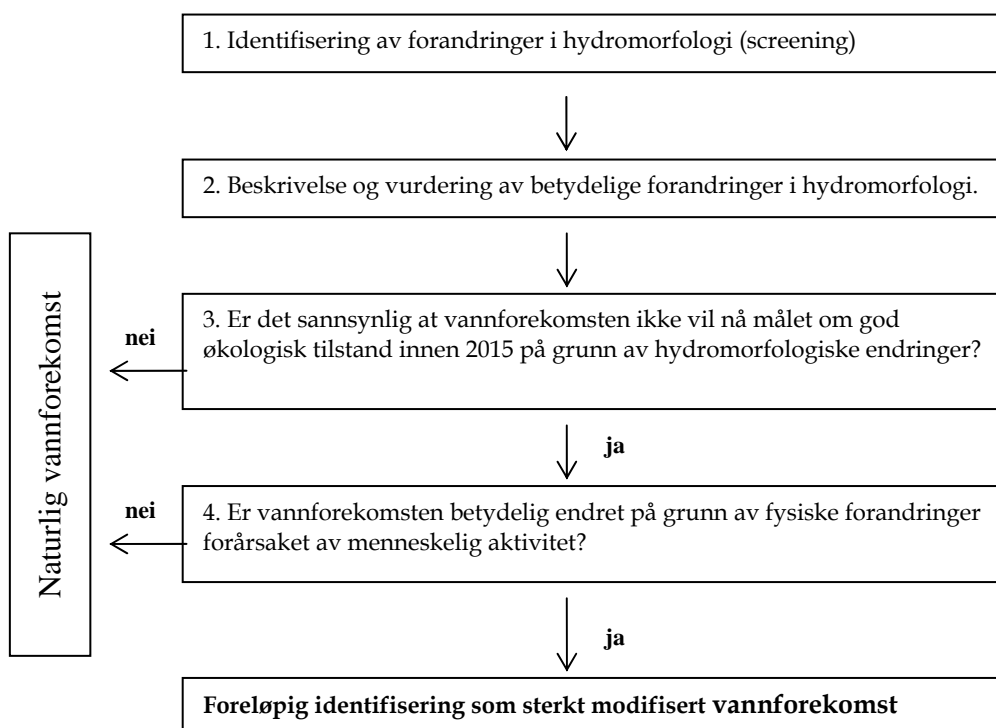 1. Identifisering av forandringer i hydromorfologi (screening)
2. Beskrivelse og vurdering av betydelige forandringer i hydromorfologi.
Naturlig vannforekomst
nei
3. Er det sannsynlig at vannforekomsten ikke vil nå målet om god
økologisk tilstand innen 2015 på grunn av hydromorfologiske endringer?
ja
nei
4. Er vannforekomsten betydelig endret på grunn av fysiske forandringer
forårsaket av menneskelig aktivitet?
ja
Foreløpig identifisering som sterkt modifisert vannforekomst